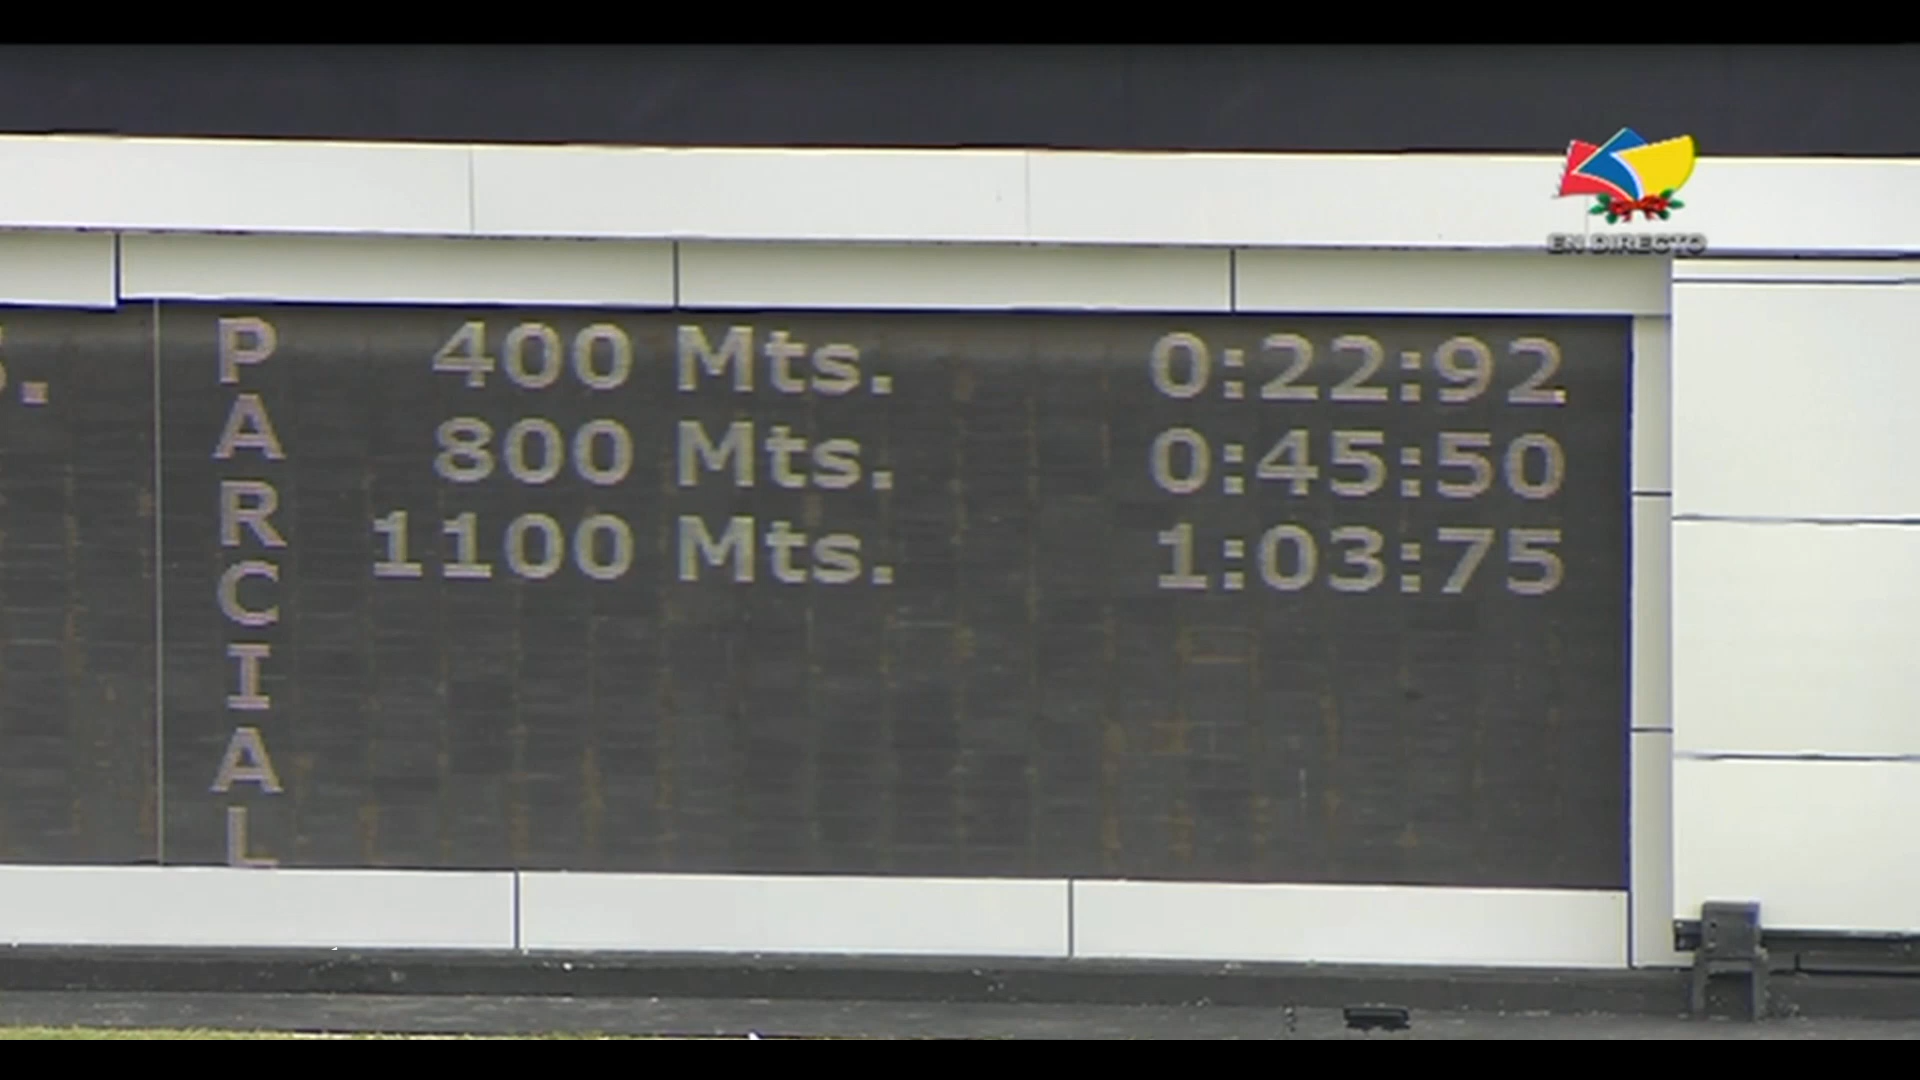 EN DIRECTO
PARCIAL
400 Mts. 0:22:92
800 Mts. 0:45:50
1100 Mts. 1:03:75